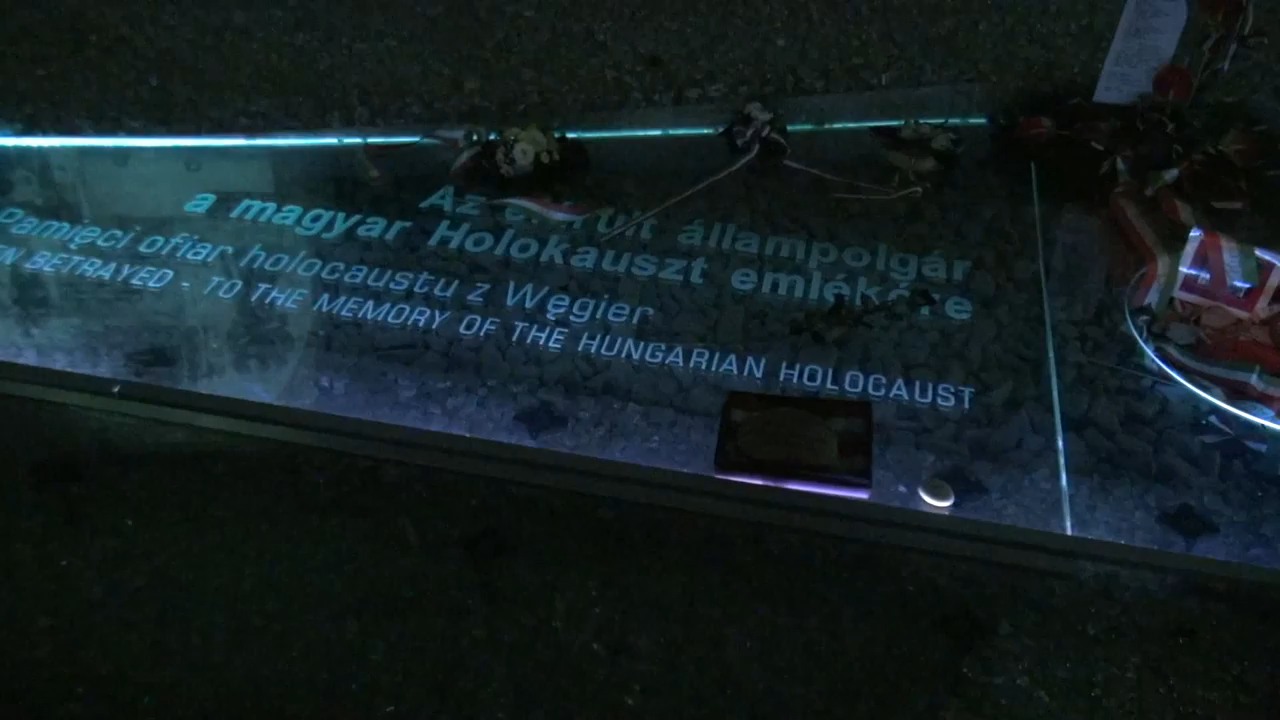 Az állampolgár
a magyar Holokauszt emlékére
Pamięci ofiar holocaustu z Węgier
BETRAYED - TO THE MEMORY OF THE HUNGARIAN HOLOCAUST